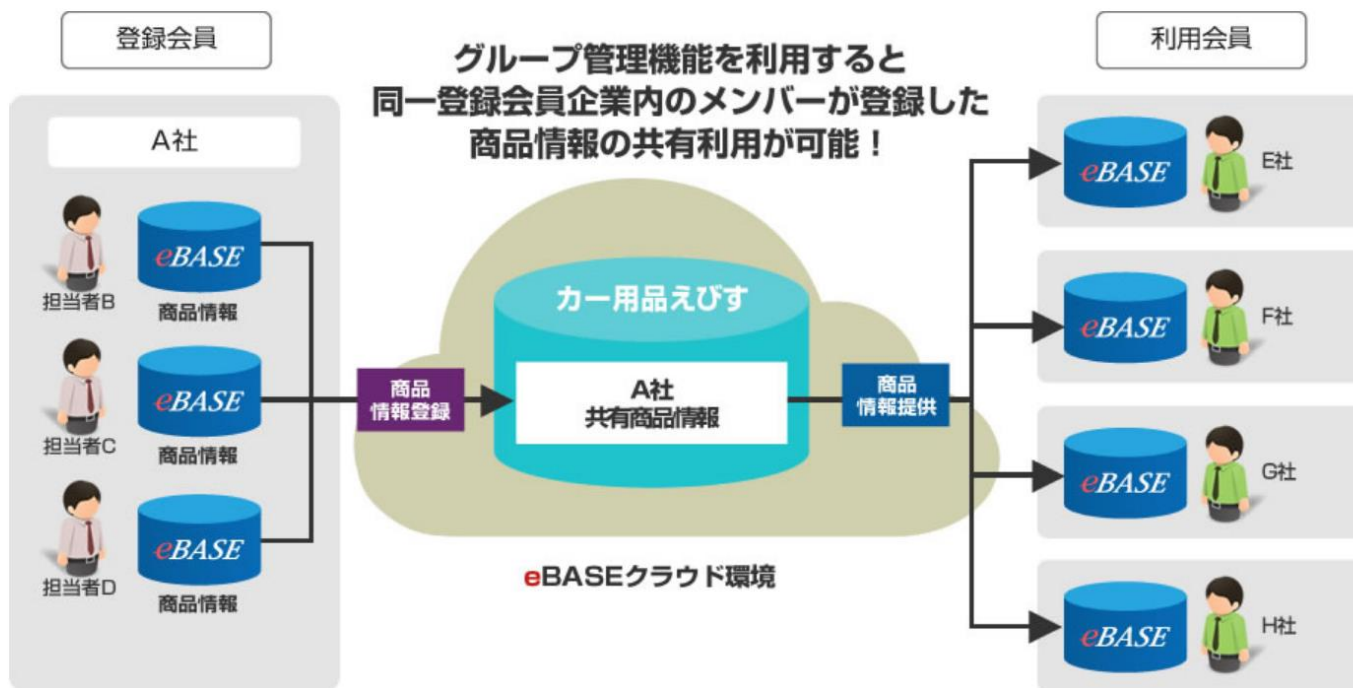 登録会員
グループ管理機能を利用すると
同一登録会員企業内のメンバーが登録した
商品情報の共有利用が可能！
利用会員
A社
担当者B
eBASE
商品情報
担当者C
eBASE
商品情報
担当者D
eBASE
商品情報
商品
情報登録
カー用品えびす
A社
共有商品情報
商品
情報提供
eBASEクラウド環境
eBASE
E社
eBASE
F社
eBASE
G社
eBASE
H社